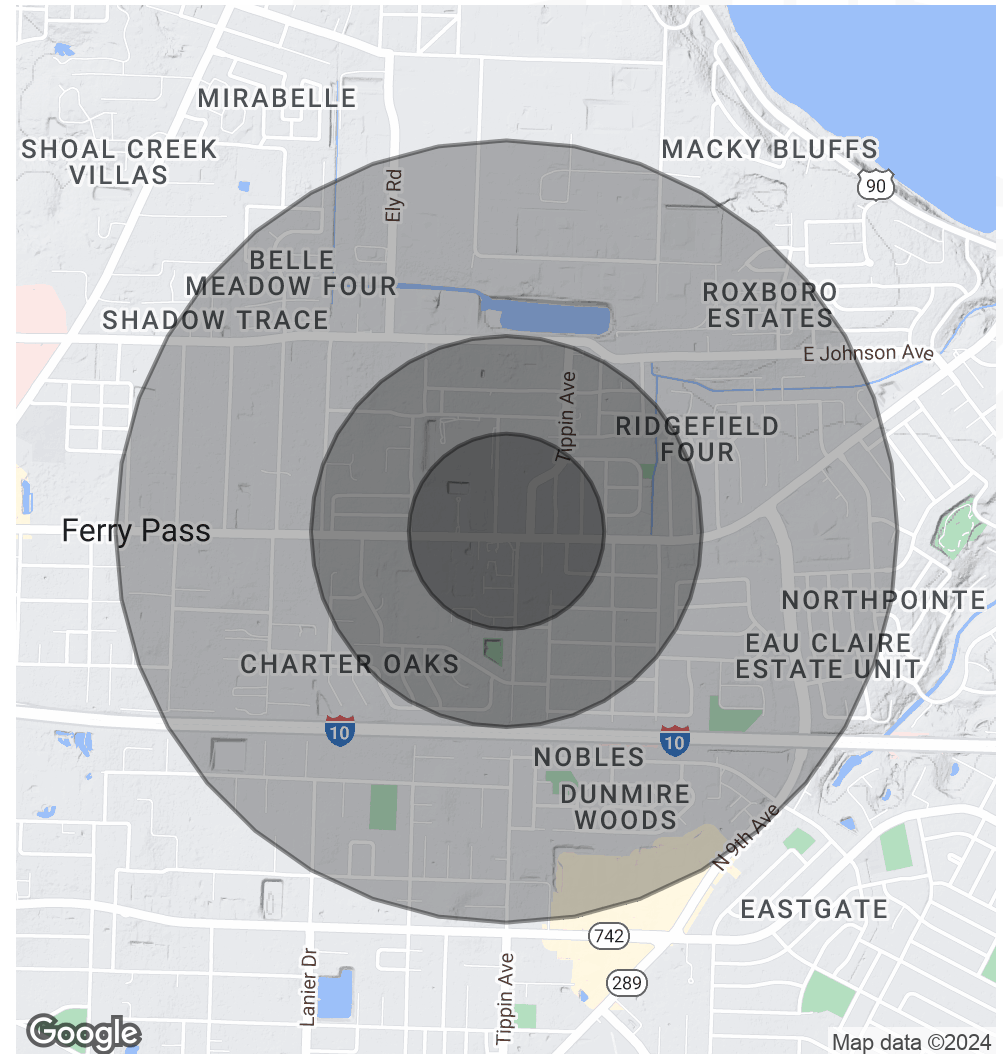 MIRABELLE
SHOAL CREEK
VILLAS
MACKY BLUFFS
90
Ely Rd
BELLE
MEADOW FOUR
SHADOW TRACE
ROXBORO
ESTATES
E Johnson Ave
Tippin Ave
RIDGEFIELD
FOUR
Ferry Pass
NORTHPOINTE
EAU CLAIRE
ESTATE UNIT
CHARTER OAKS
10
10
NOBLES
DUNMIRE
WOODS
N 9th Ave
EASTGATE
742
289
Lanier Dr
Tippin Ave
Google
Map data ©2024